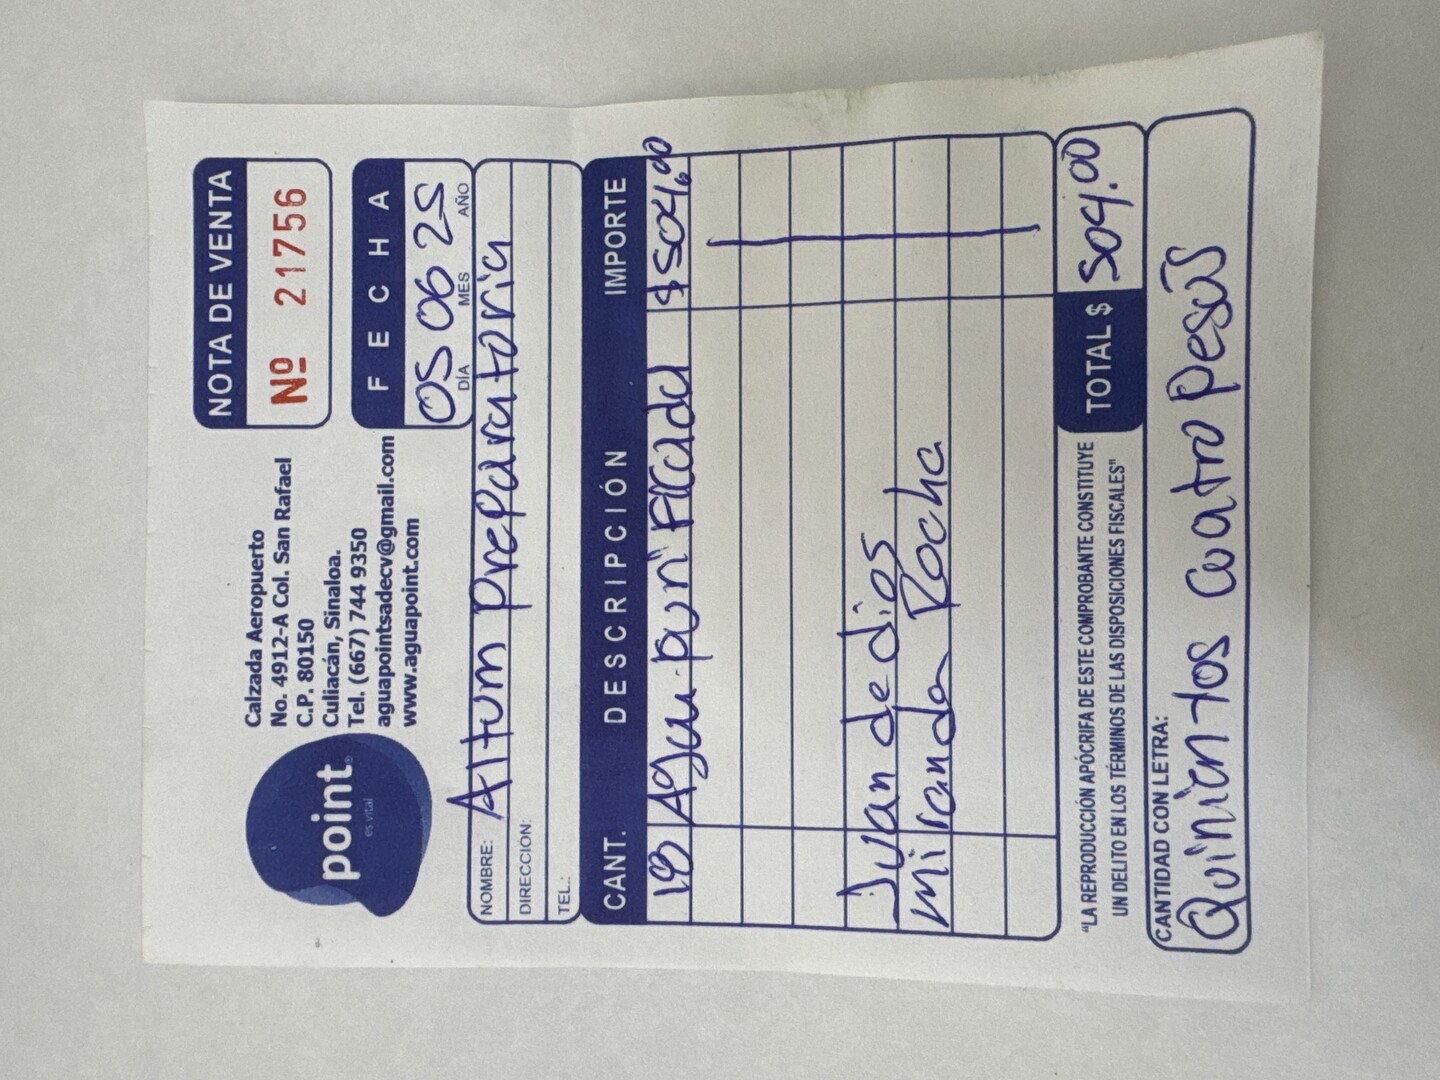 point®
es vital
Calzada Aeropuerto
No. 4912-A Col. San Rafael
C.P. 80150
Culiacán, Sinaloa.
Tel. (667) 744 9350
aguapointsadecv@gmail.com
www.aguapoint.com
NOTA DE VENTA
Nº 21756
FECHA
05 06 25
DÍA MES AÑO
NOMBRE: Altum preparatoria
DIRECCIÓN:
TEL.:
CANT. DESCRIPCIÓN IMPORTE
18 Agua purificada $504.00
Juan de dios
Miranda Rocha
"LA REPRODUCCIÓN APÓCRIFA DE ESTE COMPROBANTE CONSTITUYE
UN DELITO EN LOS TÉRMINOS DE LAS DISPOSICIONES FISCALES"
TOTAL $ 504.00
CANTIDAD CON LETRA:
Quinientos cuatro pesos